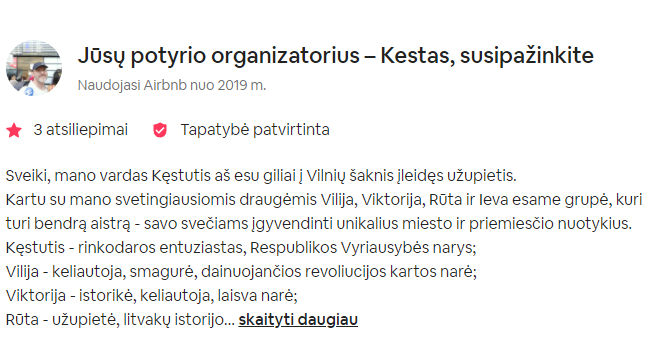 Jūsų potyrio organizatorius – Kestas, susipažinkite
Naudojasi Airbnb nuo 2019 m.
3 atsiliepimai Tapatybė patvirtinta
Sveiki, mano vardas Kęstutis aš esu giliai į Vilnių šaknis įleidęs užupietis.
Kartu su mano svetingiausiomis draugėmis Vilija, Viktorija, Rūta ir Ieva esame grupė, kuri
turi bendrą aistrą - savo svečiams įgyvendinti unikalius miesto ir priemiesčio nuotykius.
Kęstutis - rinkodaros entuziastas, Respublikos Vyriausybės narys;
Vilija - keliautoja, smagurė, dainuojančios revoliucijos kartos narė;
Viktorija - istorikė, keliautoja, laisva narė;
Rūta - užupietė, litvakų istorijo... skaityti daugiau